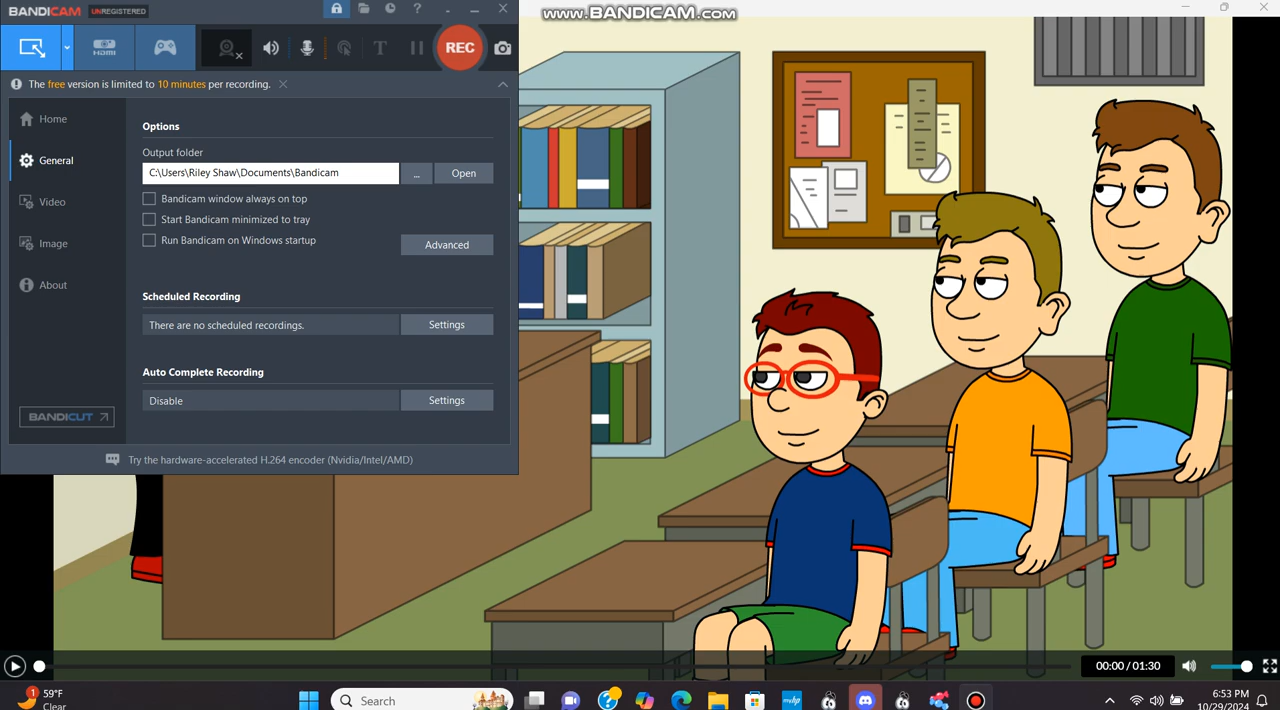 BANDICAM UNREGISTERED
www.BANDICAM.com
HDMI
REC
The free version is limited to 10 minutes per recording.
Home
General
Video
Image
About
BANDICUT
Options
Output folder
C:\Users\Riley Shaw\Documents\Bandicam
...
Open
Bandicam window always on top
Start Bandicam minimized to tray
Run Bandicam on Windows startup
Advanced
Scheduled Recording
There are no scheduled recordings.
Settings
Auto Complete Recording
Disable
Settings
Try the hardware-accelerated H.264 encoder (Nvidia/Intel/AMD)
00:00 / 01:30
1
59°F
Clear
Search
myhp
6:53 PM
10/29/2024